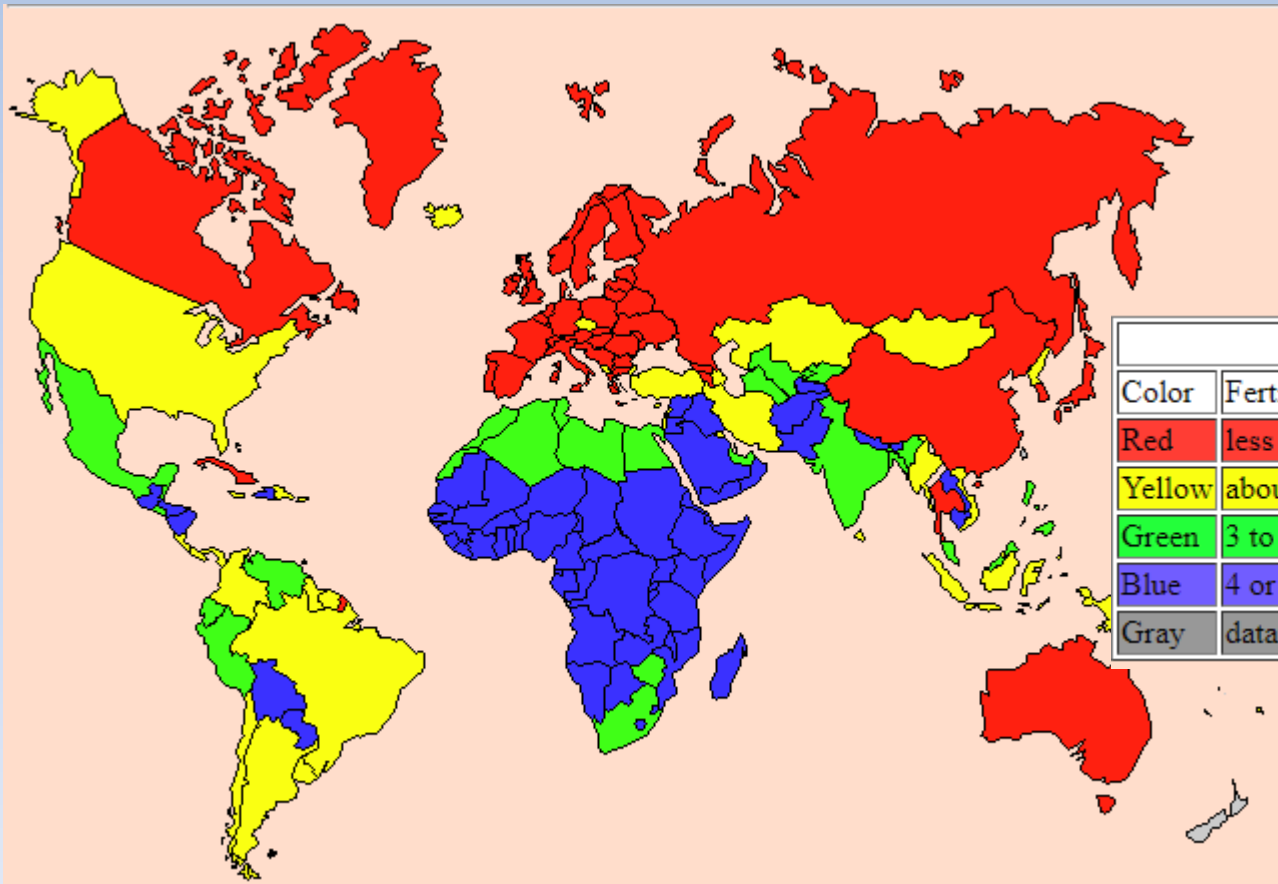 Color Fert
Red less
Yellow abou
Green 3 to
Blue 4 or
Gray data